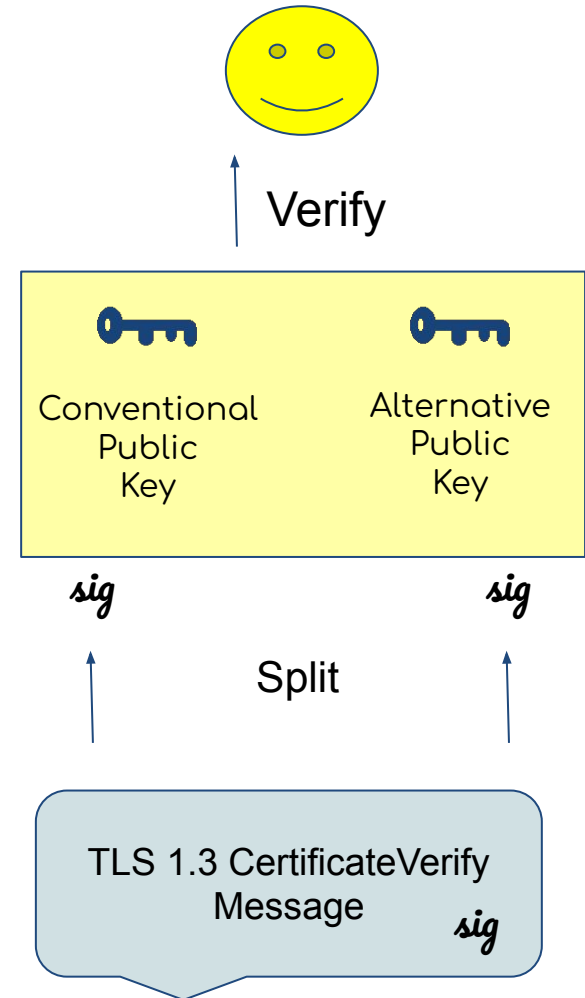 Verify
Conventional
Public
Key
Alternative
Public
Key
sig
sig
Split
TLS 1.3 CertificateVerify
Message
sig